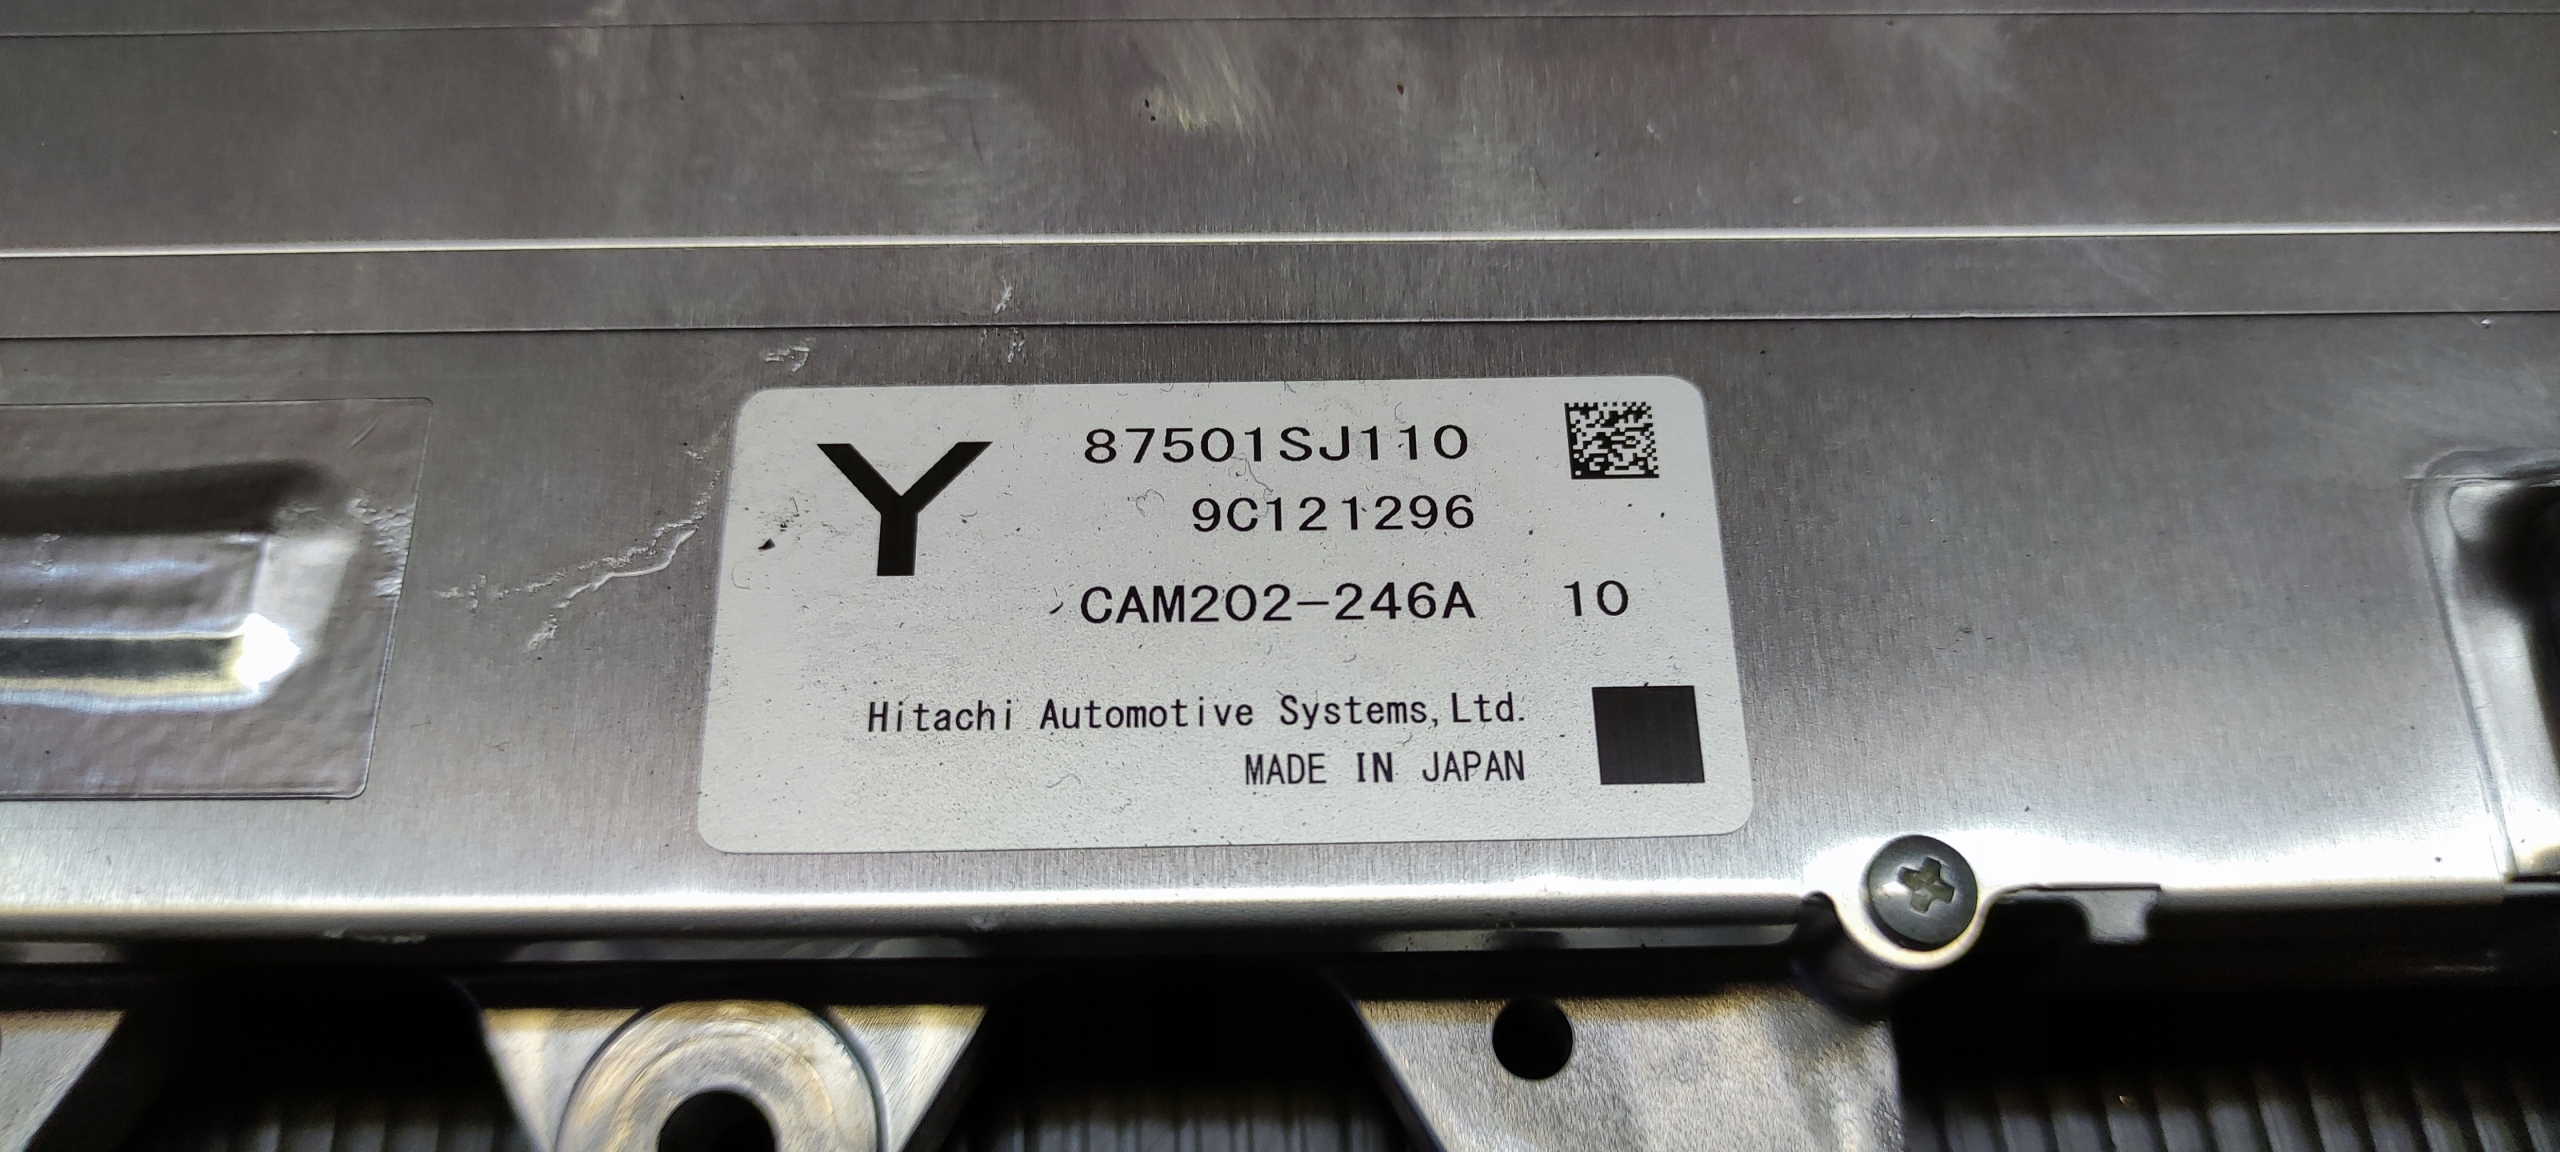 Y
87501SJ110
9C121296
CAM202-246A 10
Hitachi Automotive Systems,Ltd.
MADE IN JAPAN